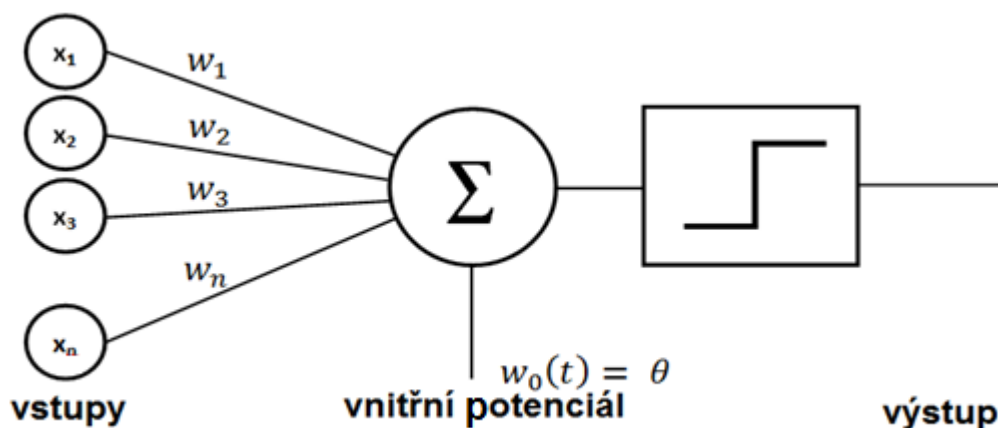 x₁
w₁
x₂
w₂
x₃
w₃
Σ
wₙ
xₙ
w₀(t) = θ
vstupy
vnitřní potenciál
výstup